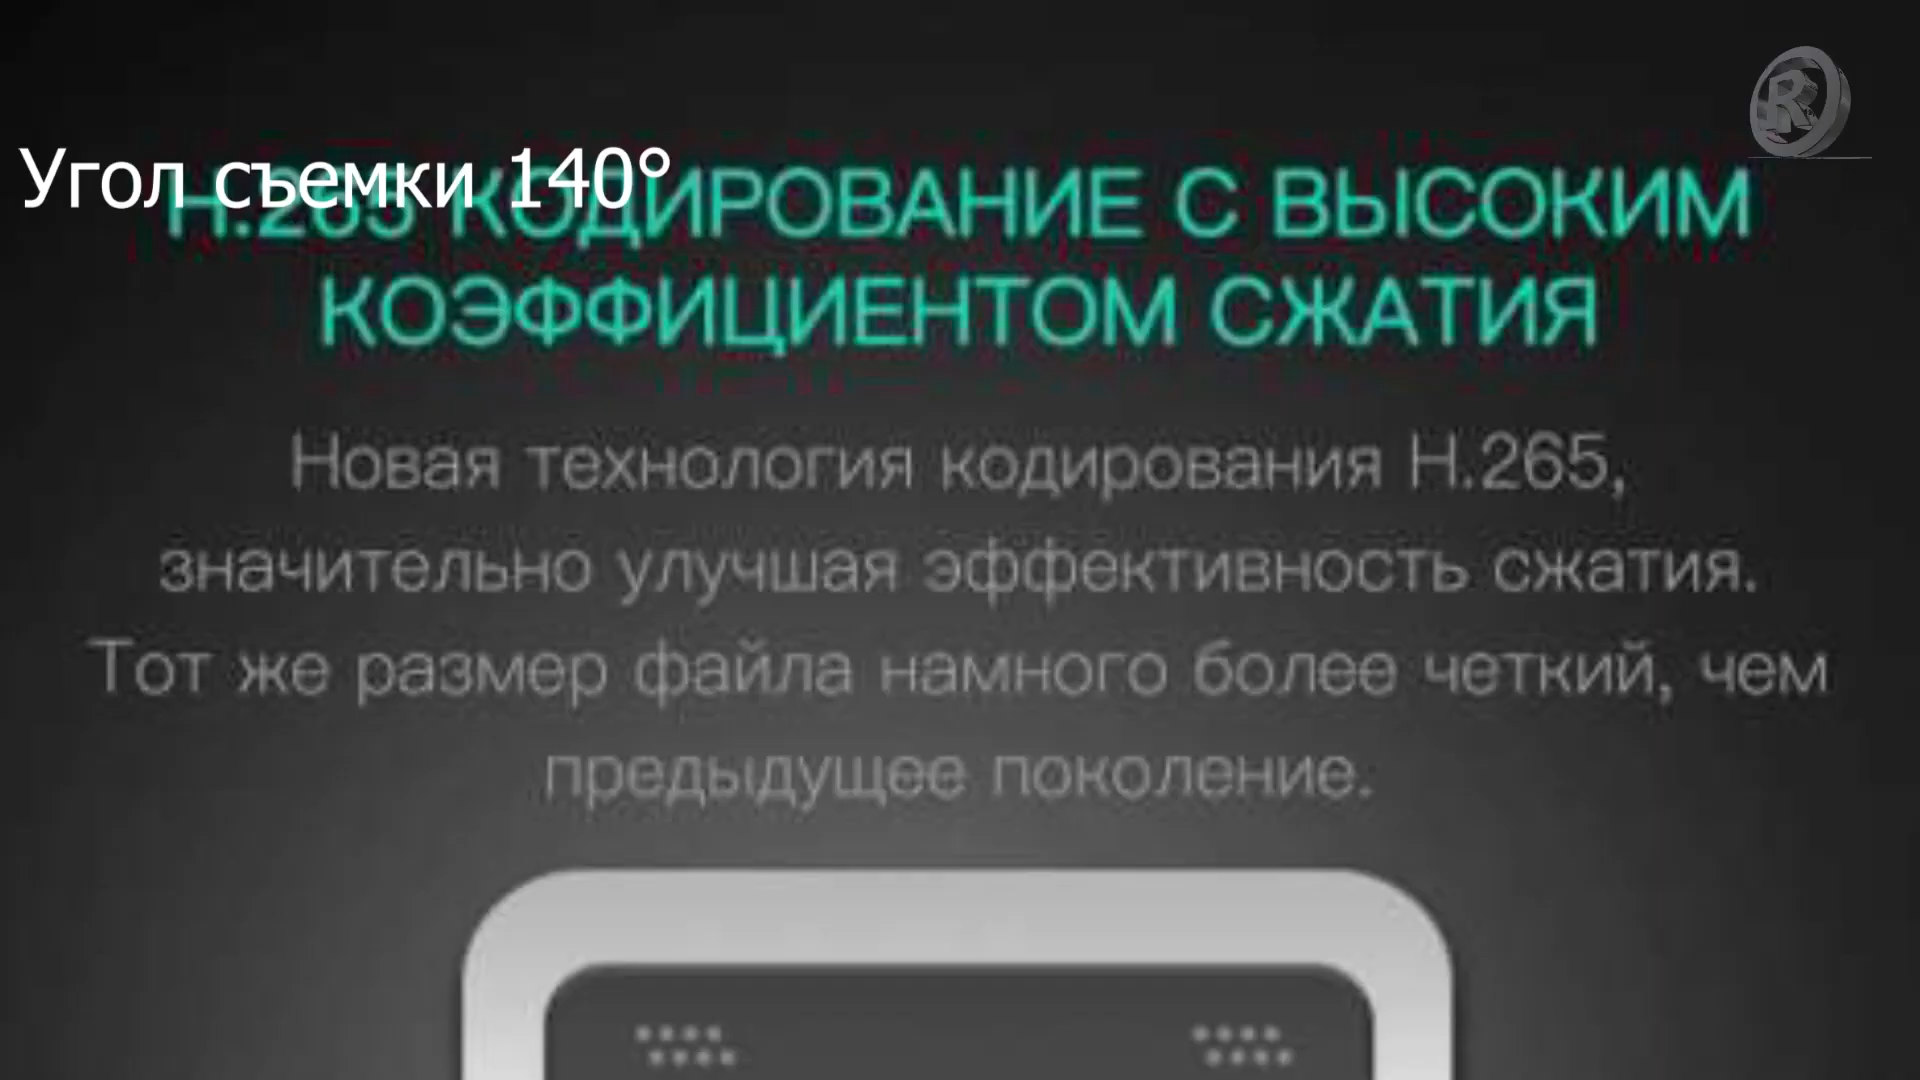 R
Угол съемки 140°
H.265 КОДИРОВАНИЕ С ВЫСОКИМ
КОЭФФИЦИЕНТОМ СЖАТИЯ
Новая технология кодирования H.265,
значительно улучшая эффективность сжатия.
Тот же размер файла намного более четкий, чем
предыдущее поколение.